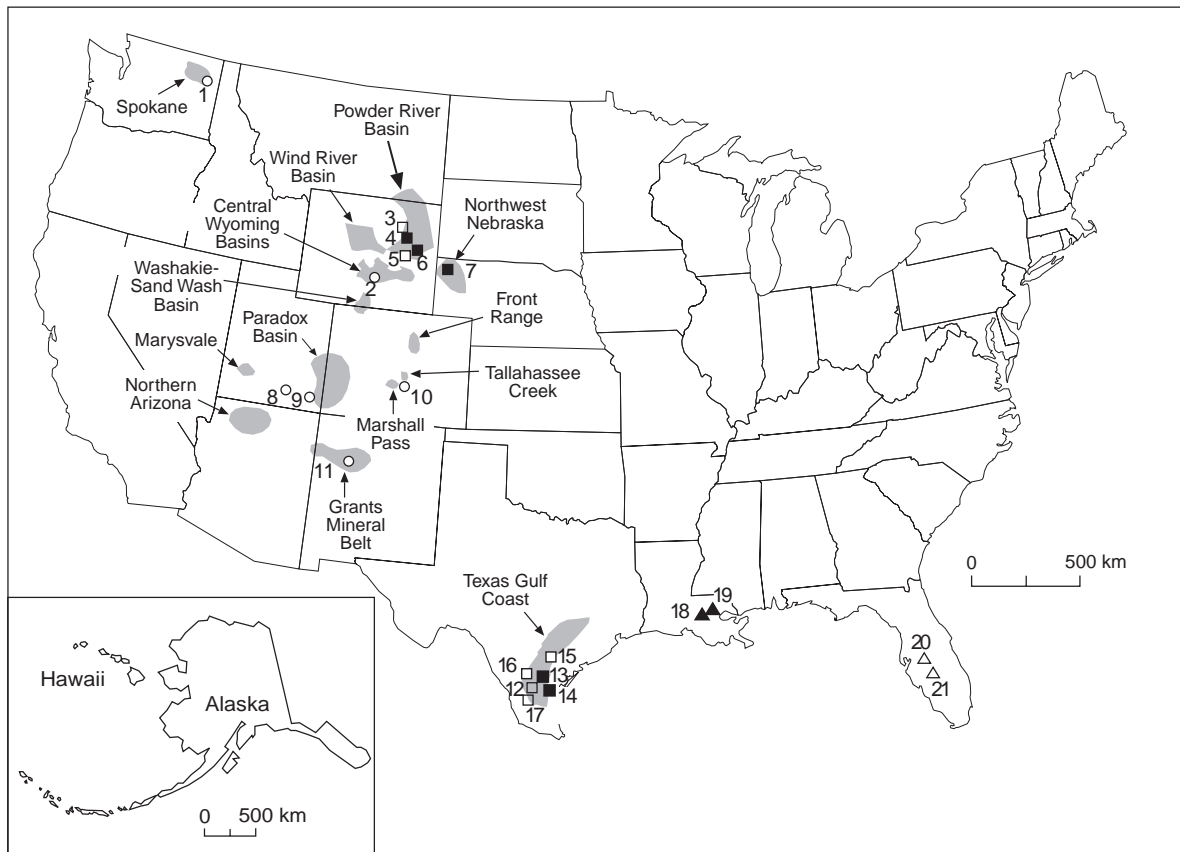 Spokane
1
Powder River
Basin
Wind River
Basin
Central
Wyoming
Basins
3
4
5
6
2
Northwest
Nebraska
7
Washakie-
Sand Wash
Basin
Front
Range
Paradox
Basin
Marysvale
Northern
Arizona
8
9
10
Tallahassee
Creek
Marshall
Pass
11
Grants
Mineral
Belt
0 500 km
Texas Gulf
Coast
18
19
20
21
16
15
12
13
14
17
Hawaii
Alaska
0 500 km